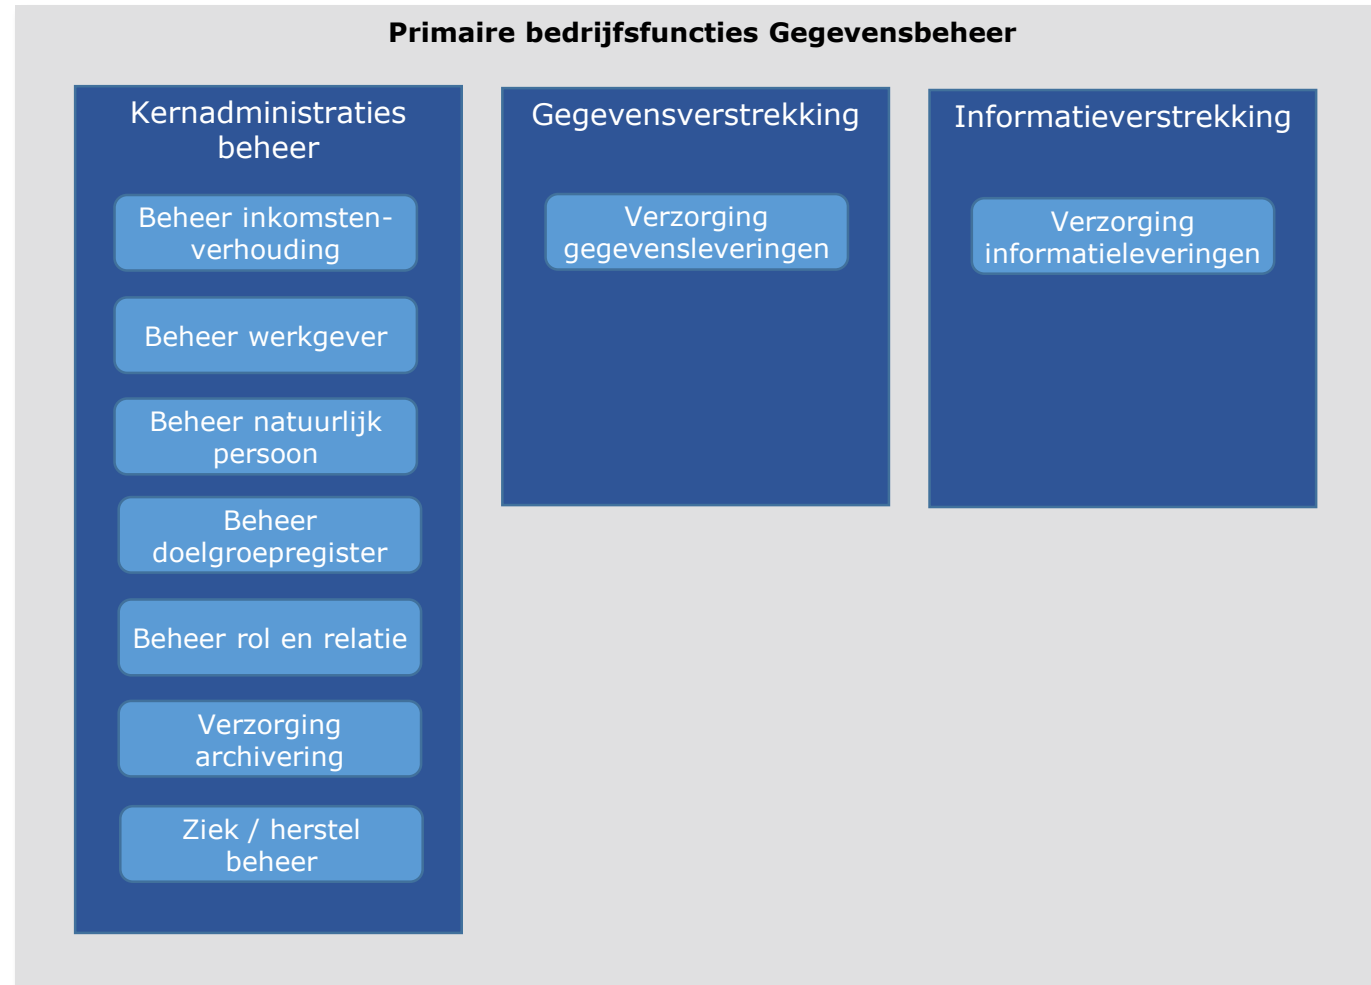 Primaire bedrijfsfuncties Gegevensbeheer
Kernadministraties
beheer
Beheer inkomsten-
verhouding
Beheer werkgever
Beheer natuurlijk
persoon
Beheer
doelgroepregister
Beheer rol en relatie
Verzorging
archivering
Ziek / herstel
beheer
Gegevensverstrekking
Verzorging
gegevensleveringen
Informatieverstrekking
Verzorging
informatieleveringen